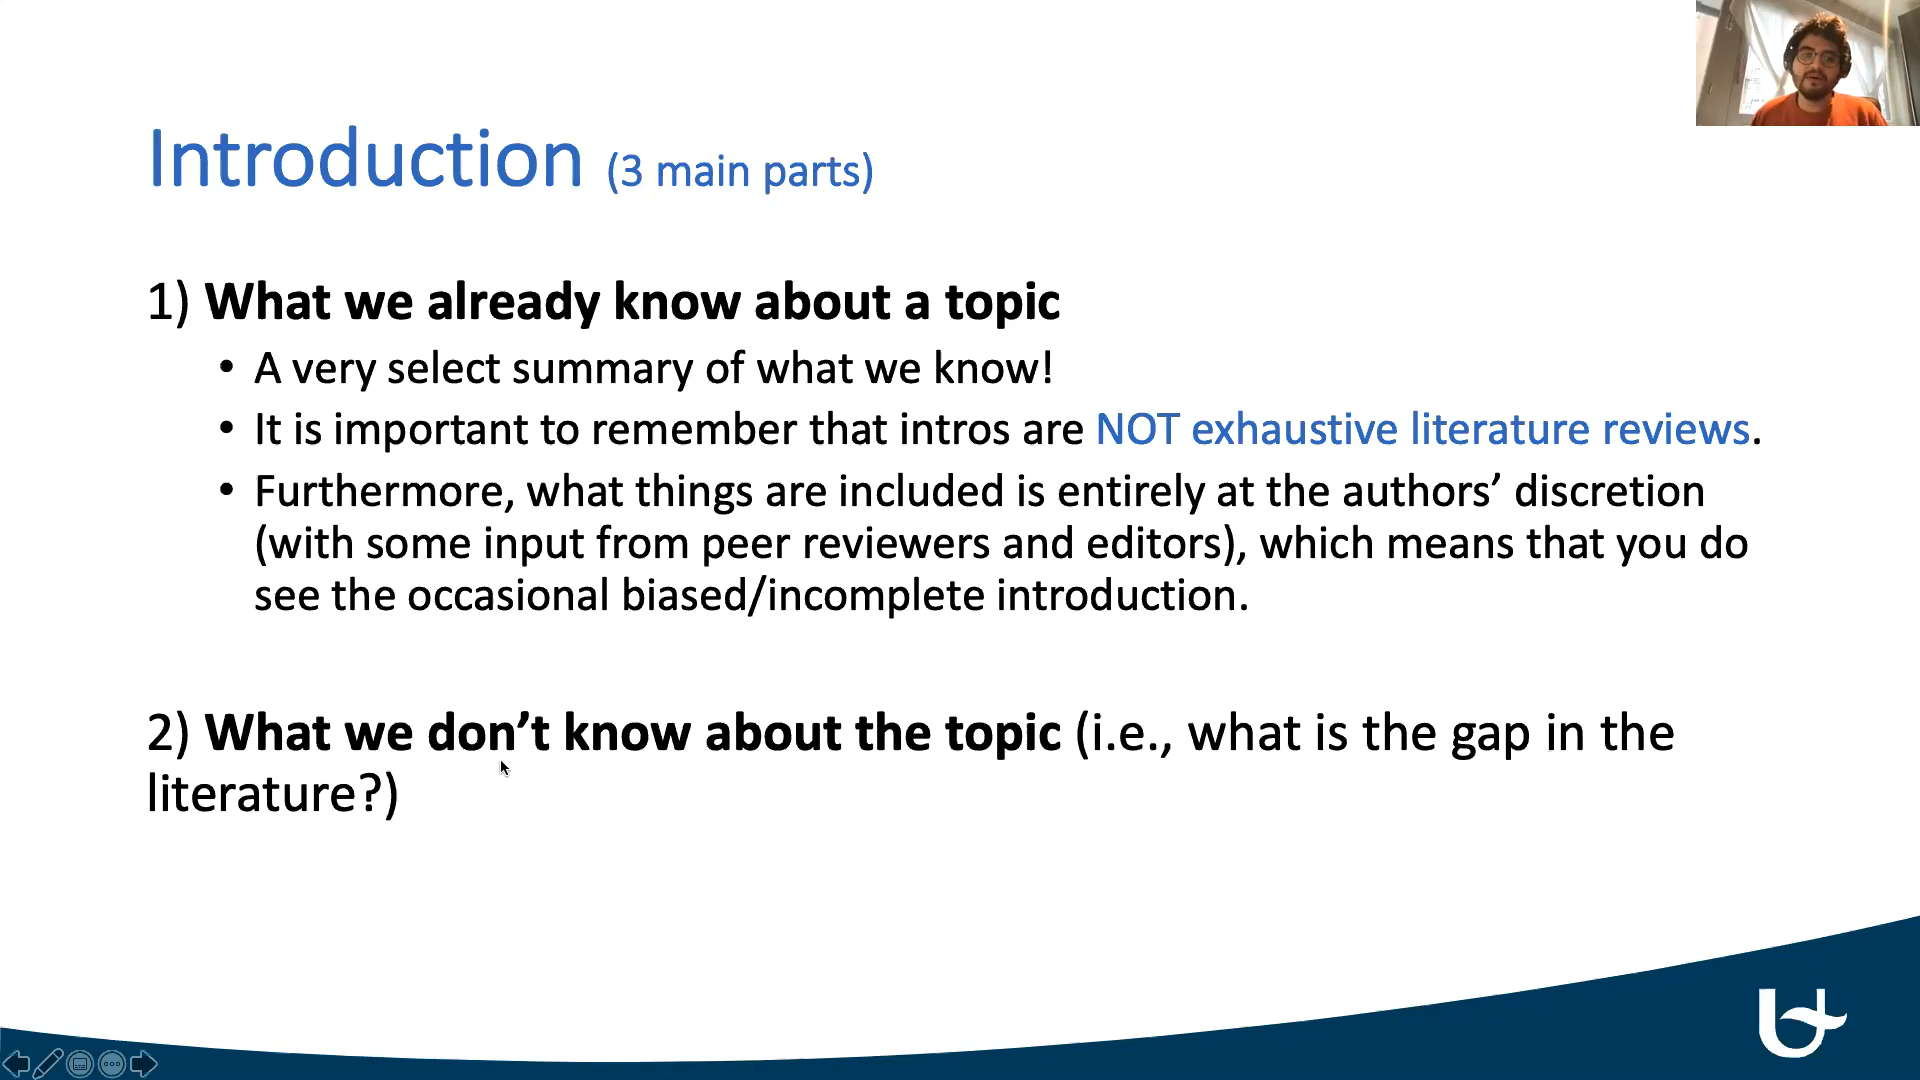 Introduction (3 main parts)
1) What we already know about a topic
• A very select summary of what we know!
• It is important to remember that intros are NOT exhaustive literature reviews.
• Furthermore, what things are included is entirely at the authors’ discretion
(with some input from peer reviewers and editors), which means that you do
see the occasional biased/incomplete introduction.
2) What we don’t know about the topic (i.e., what is the gap in the
literature?)